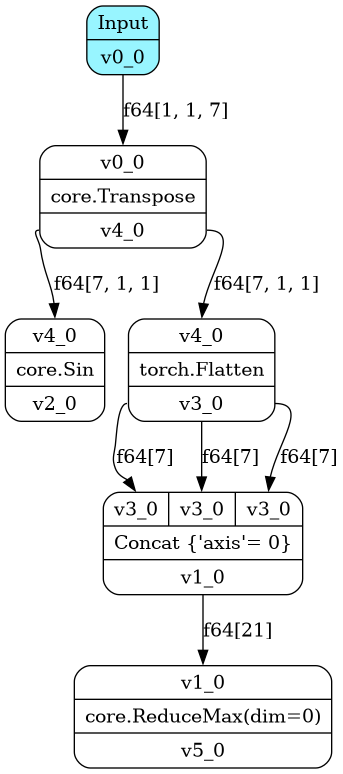 Input
v0_0
f64[1, 1, 7]
v0_0
core.Transpose
v4_0
f64[7, 1, 1]
f64[7, 1, 1]
v4_0
core.Sin
v2_0
v4_0
torch.Flatten
v3_0
f64[7]
f64[7]
f64[7]
v3_0
v3_0
v3_0
Concat {'axis'= 0}
v1_0
f64[21]
v1_0
core.ReduceMax(dim=0)
v5_0